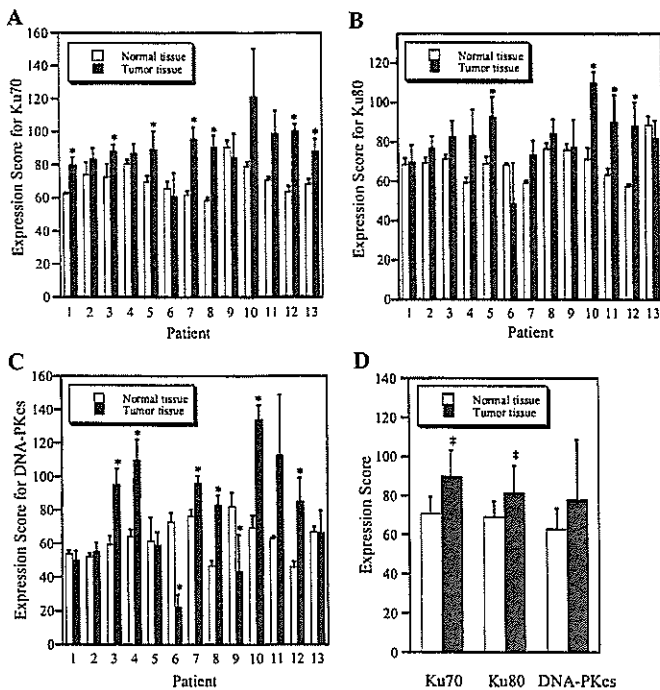 A
Expression Score for Ku70
160
140
120
100
80
60
40
20
0
Normal tissue
Tumor tissue
* * * * * * *
1 2 3 4 5 6 7 8 9 10 11 12 13
Patient
B
Expression Score for Ku80
120
100
80
60
40
20
0
Normal tissue
Tumor tissue
* * * *
1 2 3 4 5 6 7 8 9 10 11 12 13
Patient
C
Expression Score for DNA-PKcs
160
140
120
100
80
60
40
20
0
Normal tissue
Tumor tissue
* * * * * * * *
1 2 3 4 5 6 7 8 9 10 11 12 13
Patient
D
Expression Score
140
120
100
80
60
40
20
0
Normal tissue
Tumor tissue
‡ ‡
Ku70 Ku80 DNA-PKcs